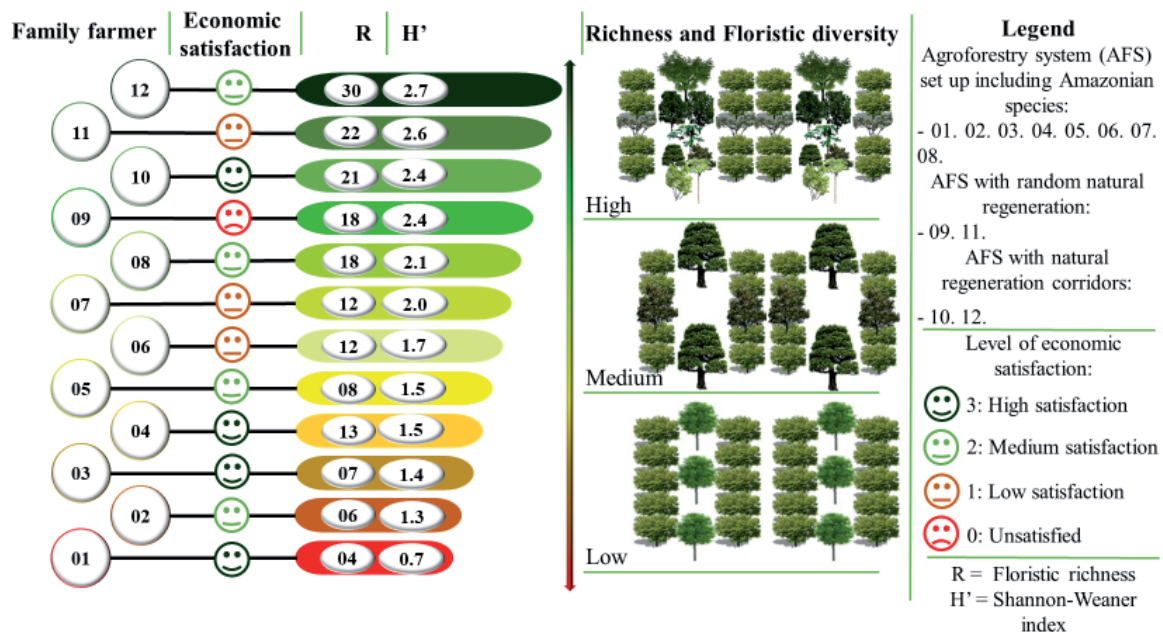 Family farmer
Economic
satisfaction
R
H’
12
30
2.7
11
22
2.6
10
21
2.4
09
18
2.4
08
18
2.1
07
12
2.0
06
12
1.7
05
08
1.5
04
13
1.5
03
07
1.4
02
06
1.3
01
04
0.7
Richness and Floristic diversity
High
Medium
Low
Legend
Agroforestry system (AFS)
set up including Amazonian
species:
- 01. 02. 03. 04. 05. 06. 07.
08.
AFS with random natural
regeneration:
- 09. 11.
AFS with natural
regeneration corridors:
- 10. 12.
Level of economic
satisfaction:
3: High satisfaction
2: Medium satisfaction
1: Low satisfaction
0: Unsatisfied
R = Floristic richness
H’ = Shannon-Weaner
index